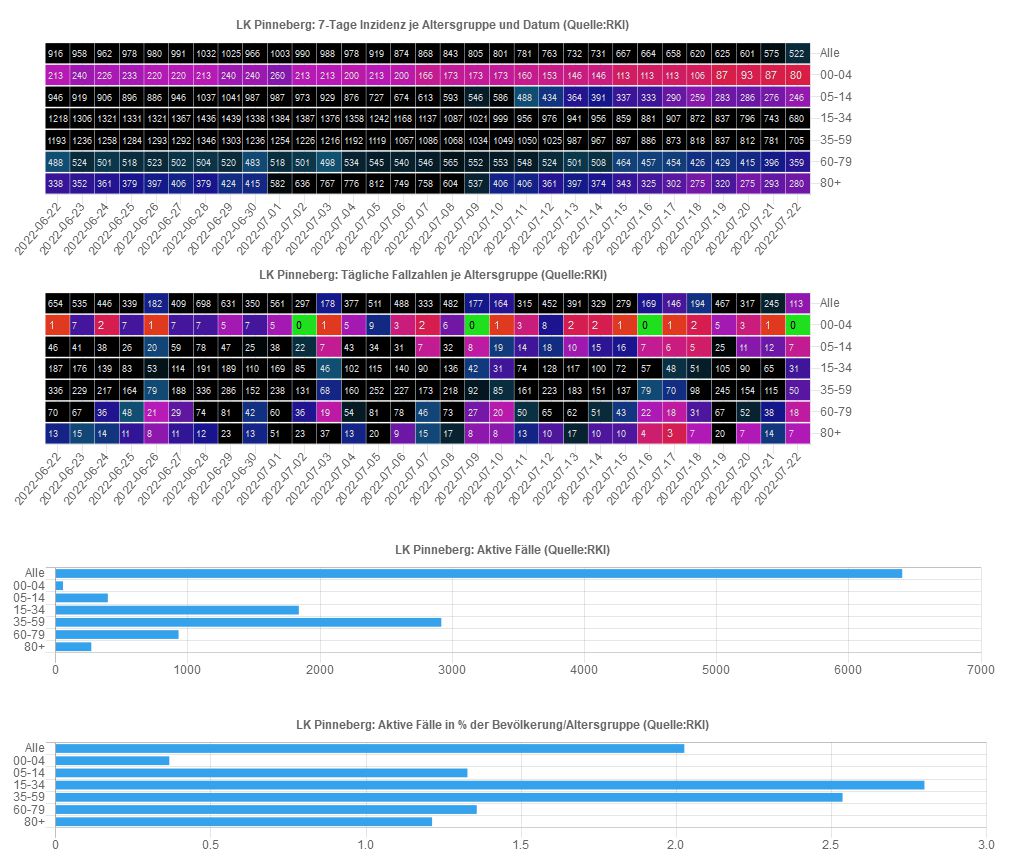 LK Pinneberg: 7-Tage Inzidenz je Altersgruppe und Datum (Quelle:RKI)
916 958 962 978 980 991 1032 1025 966 1003 990 988 978 919 874 868 843 805 801 781 763 732 731 667 664 658 620 625 601 575 522 Alle
213 240 226 233 220 220 213 240 240 260 213 213 200 213 200 166 173 173 173 160 153 146 146 113 113 113 106 87 93 87 80 00-04
946 919 906 896 886 946 1037 1041 987 987 973 929 876 727 674 613 593 546 586 488 434 364 391 337 333 290 259 283 286 276 246 05-14
1218 1306 1321 1331 1321 1367 1436 1439 1338 1384 1387 1376 1358 1242 1168 1137 1087 1021 999 956 976 941 956 859 881 907 872 837 796 743 680 15-34
1193 1236 1258 1284 1293 1292 1346 1303 1236 1254 1226 1216 1192 1119 1067 1086 1068 1034 1049 1050 1025 987 967 897 886 873 818 837 812 781 705 35-59
488 524 501 518 523 502 504 520 483 518 501 498 534 545 540 546 565 552 553 548 524 501 508 464 457 454 426 429 415 396 359 60-79
338 352 361 379 397 406 379 424 415 582 636 767 776 812 749 758 604 537 406 406 361 397 374 343 325 302 275 320 275 293 280 80+
2022-06-22 2022-06-23 2022-06-24 2022-06-25 2022-06-26 2022-06-27 2022-06-28 2022-06-29 2022-06-30 2022-07-01 2022-07-02 2022-07-03 2022-07-04 2022-07-05 2022-07-06 2022-07-07 2022-07-08 2022-07-09 2022-07-10 2022-07-11 2022-07-12 2022-07-13 2022-07-14 2022-07-15 2022-07-16 2022-07-17 2022-07-18 2022-07-19 2022-07-20 2022-07-21 2022-07-22
LK Pinneberg: Tägliche Fallzahlen je Altersgruppe (Quelle:RKI)
654 535 446 339 182 409 698 631 350 561 297 178 377 511 488 333 482 177 164 315 452 391 329 279 169 146 194 467 317 245 113 Alle
1 7 2 7 1 7 7 5 7 5 0 1 5 9 3 2 6 0 1 3 8 2 2 1 0 1 2 5 3 1 0 00-04
46 41 38 26 20 59 78 47 25 38 22 7 43 34 31 7 32 8 19 14 18 10 15 16 7 6 5 25 11 12 7 05-14
187 176 139 83 53 114 191 189 110 169 85 46 102 115 140 90 136 42 31 74 128 117 100 72 57 48 51 105 90 65 31 15-34
336 229 217 164 79 188 336 286 152 238 131 68 160 252 227 173 218 92 85 161 223 183 151 137 79 70 98 245 154 115 50 35-59
70 67 36 48 21 29 74 81 42 60 36 19 54 81 78 46 73 27 20 50 65 62 51 43 22 18 31 67 52 38 18 60-79
13 15 14 11 8 11 12 23 13 51 23 37 13 20 9 15 17 8 8 13 10 17 10 10 4 3 7 20 7 14 7 80+
2022-06-22 2022-06-23 2022-06-24 2022-06-25 2022-06-26 2022-06-27 2022-06-28 2022-06-29 2022-06-30 2022-07-01 2022-07-02 2022-07-03 2022-07-04 2022-07-05 2022-07-06 2022-07-07 2022-07-08 2022-07-09 2022-07-10 2022-07-11 2022-07-12 2022-07-13 2022-07-14 2022-07-15 2022-07-16 2022-07-17 2022-07-18 2022-07-19 2022-07-20 2022-07-21 2022-07-22
LK Pinneberg: Aktive Fälle (Quelle:RKI)
Alle
00-04
05-14
15-34
35-59
60-79
80+
0 1000 2000 3000 4000 5000 6000 7000
LK Pinneberg: Aktive Fälle in % der Bevölkerung/Altersgruppe (Quelle:RKI)
Alle
00-04
05-14
15-34
35-59
60-79
80+
0 0.5 1.0 1.5 2.0 2.5 3.0